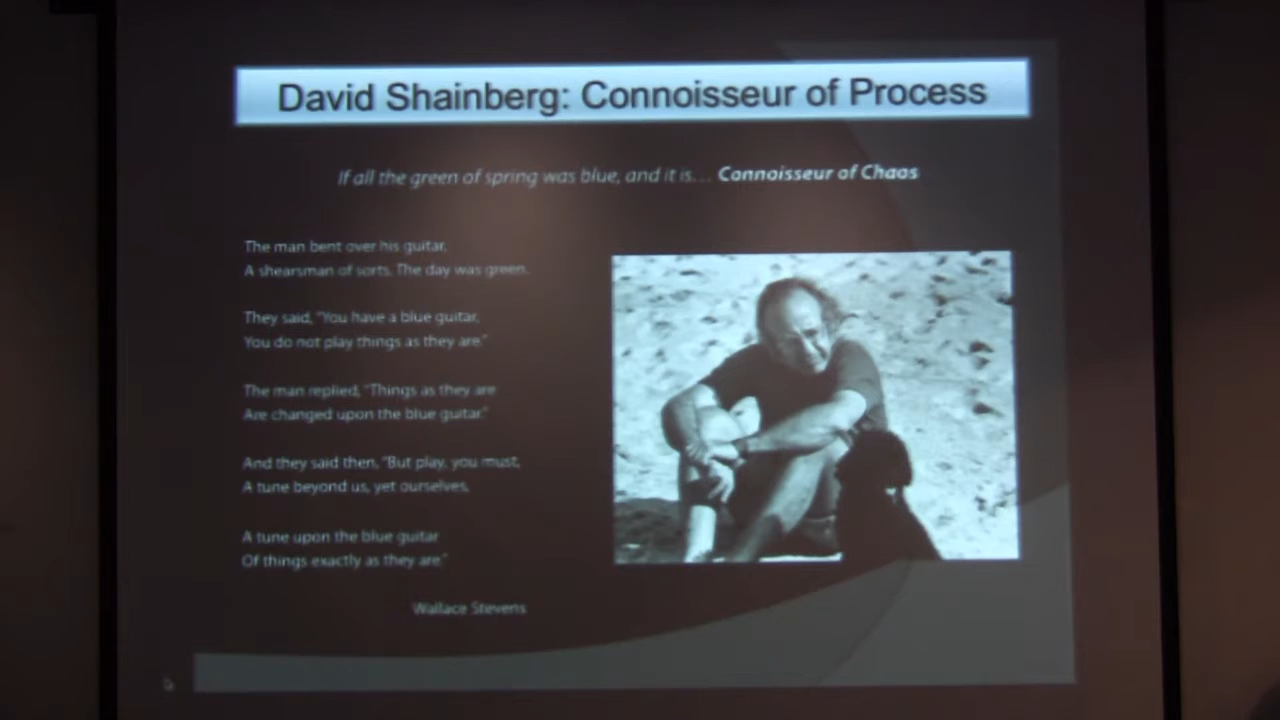 David Shainberg: Connoisseur of Process
If all the green of spring was blue, and it is... Connoisseur of Chaos
The man bent over his guitar,
A shearsman of sorts. The day was green.
They said, "You have a blue guitar,
You do not play things as they are."
The man replied, "Things as they are
Are changed upon the blue guitar."
And they said then, "But play, you must,
A tune beyond us, yet ourselves,
A tune upon the blue guitar
Of things exactly as they are."
Wallace Stevens